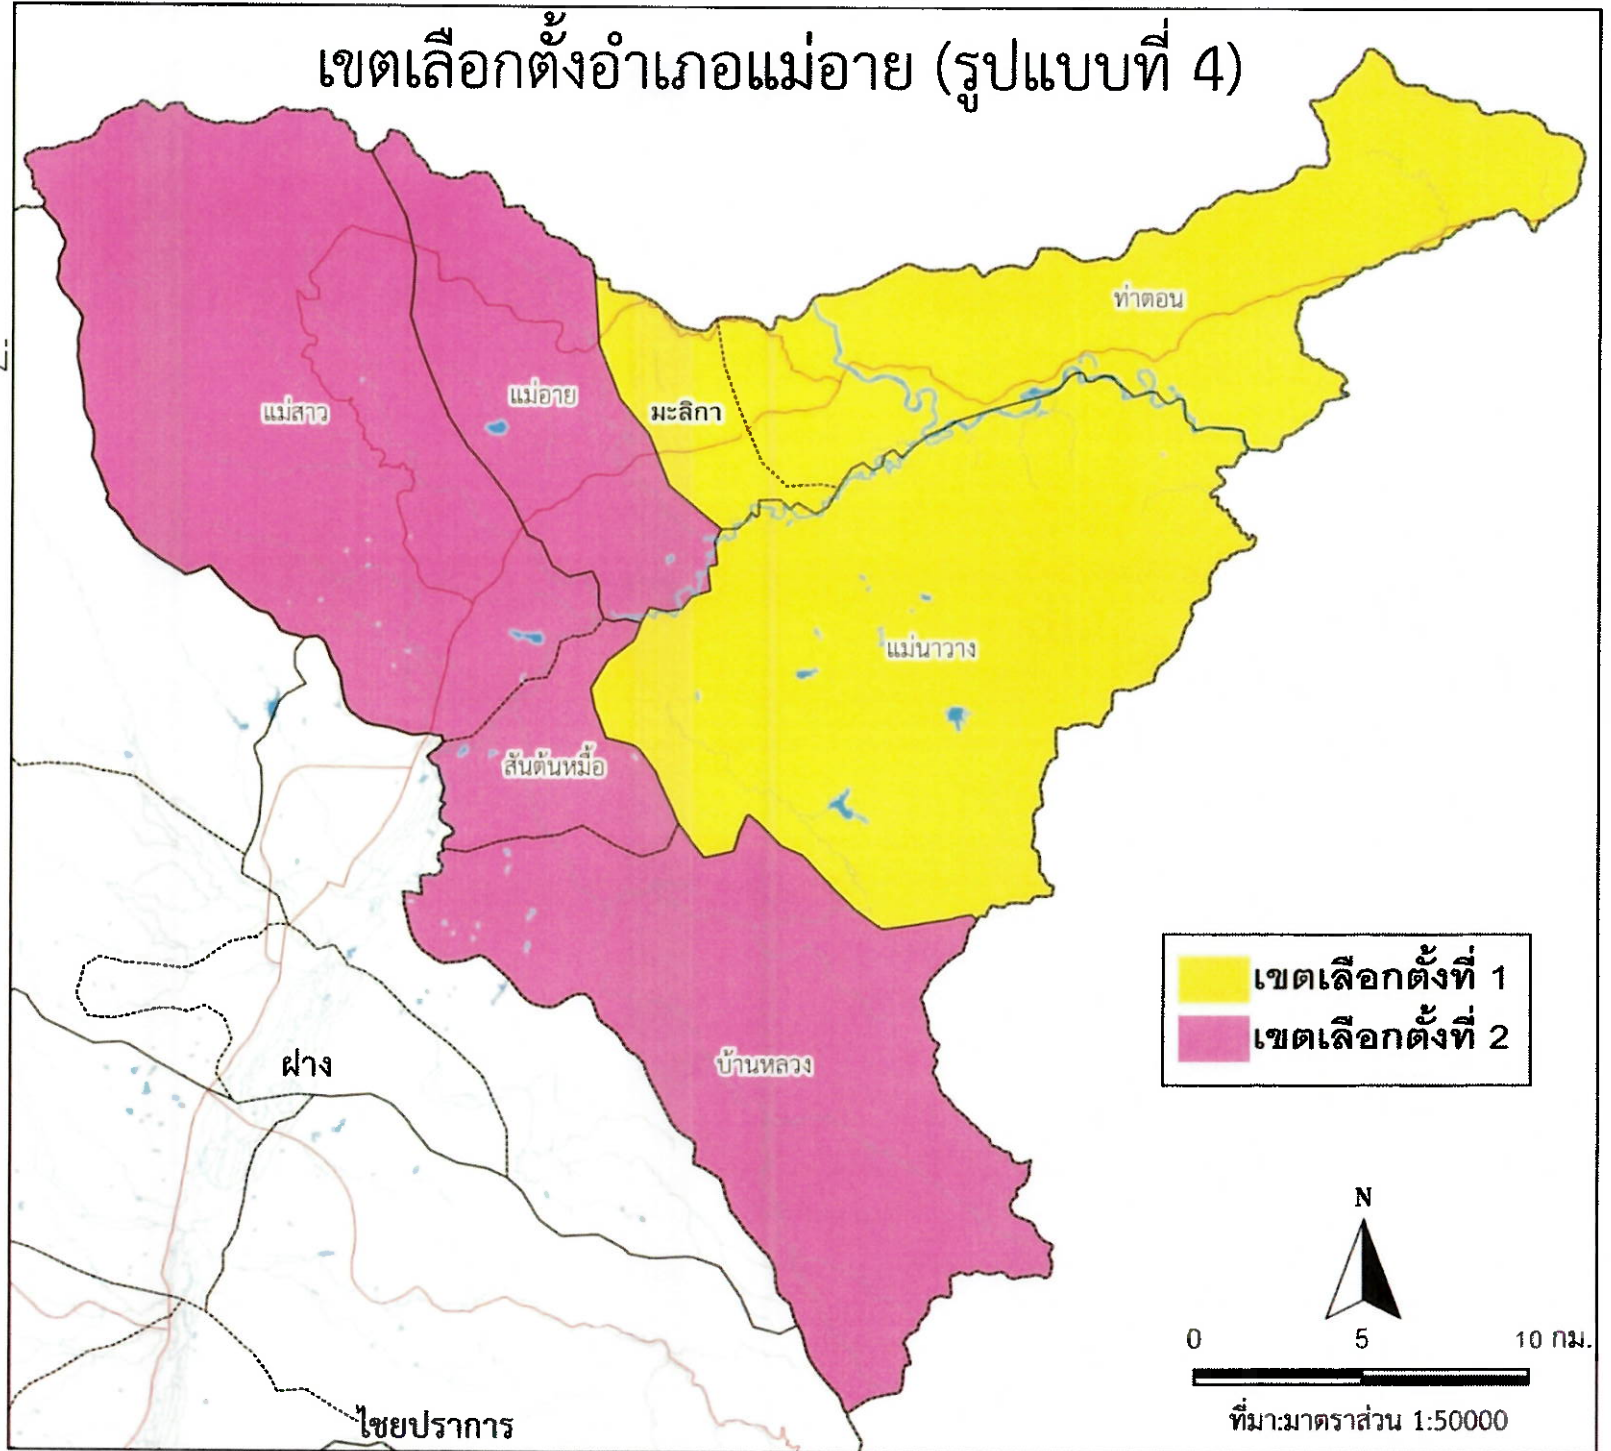 เขตเลือกตั้งอำเภอแม่อาย (รูปแบบที่ 4)
ท่าตอน
แม่อาย
แม่สาว
มะลิกา
แม่นาวาง
สันต้นหมื้อ
บ้านหลวง
เขตเลือกตั้งที่ 1
เขตเลือกตั้งที่ 2
ฝาง
N
0 5 10 กม.
ที่มา:มาตราส่วน 1:50000
ไชยปราการ